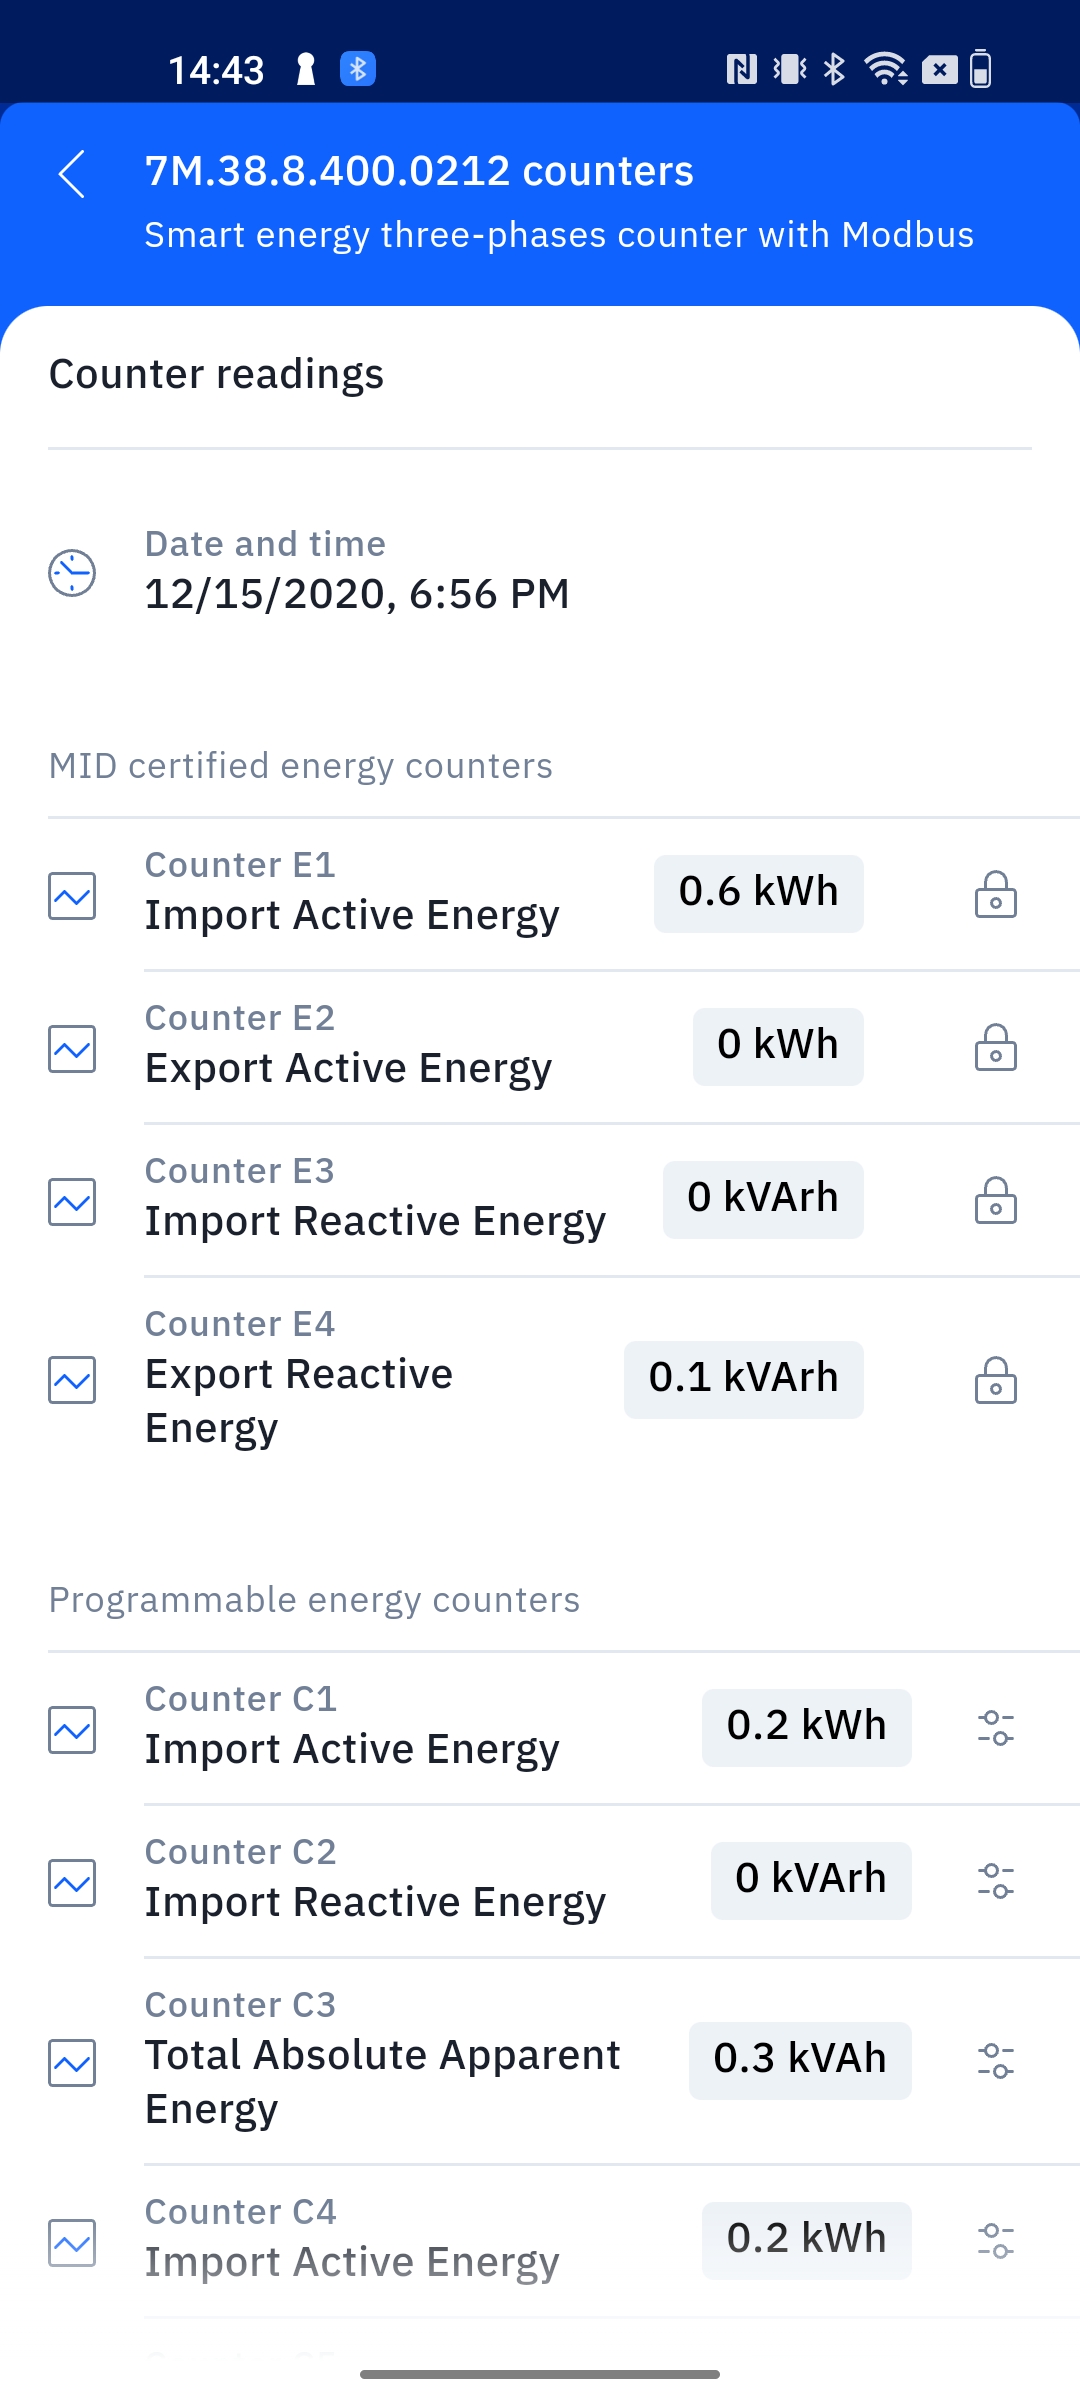 14:43
7M.38.8.400.0212 counters
Smart energy three-phases counter with Modbus
Counter readings
Date and time
12/15/2020, 6:56 PM
MID certified energy counters
Counter E1
Import Active Energy
0.6 kWh
Counter E2
Export Active Energy
0 kWh
Counter E3
Import Reactive Energy
0 kVArh
Counter E4
Export Reactive
Energy
0.1 kVArh
Programmable energy counters
Counter C1
Import Active Energy
0.2 kWh
Counter C2
Import Reactive Energy
0 kVArh
Counter C3
Total Absolute Apparent
Energy
0.3 kVAh
Counter C4
Import Active Energy
0.2 kWh